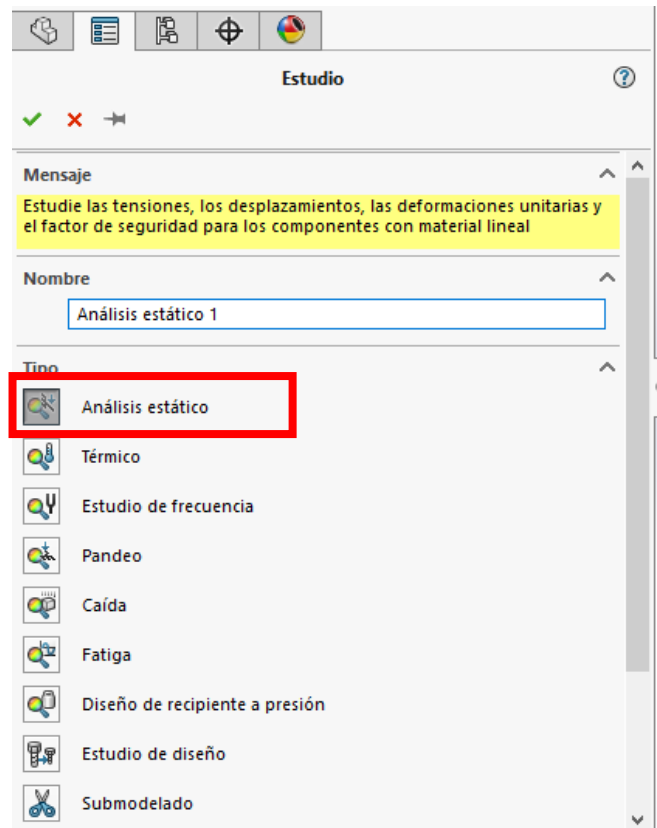 Estudio
Mensaje
Estudie las tensiones, los desplazamientos, las deformaciones unitarias y
el factor de seguridad para los componentes con material lineal
Nombre
Análisis estático 1
Tipo
Análisis estático
Térmico
Estudio de frecuencia
Pandeo
Caída
Fatiga
Diseño de recipiente a presión
Estudio de diseño
Submodelado